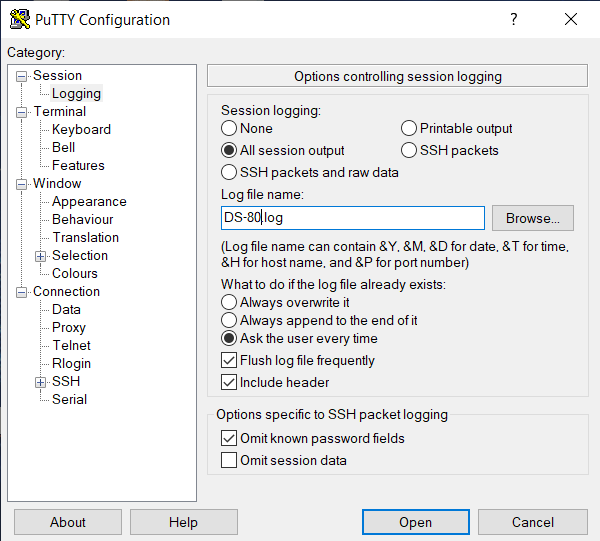 PuTTY Configuration
?
Category:
Session
Logging
Terminal
Keyboard
Bell
Features
Window
Appearance
Behaviour
Translation
Selection
Colours
Connection
Data
Proxy
Telnet
Rlogin
SSH
Serial
Options controlling session logging
Session logging:
None
Printable output
All session output
SSH packets
SSH packets and raw data
Log file name:
DS-80.log
Browse...
(Log file name can contain &Y, &M, &D for date, &T for time,
&H for host name, and &P for port number)
What to do if the log file already exists:
Always overwrite it
Always append to the end of it
Ask the user every time
Flush log file frequently
Include header
Options specific to SSH packet logging
Omit known password fields
Omit session data
About
Help
Open
Cancel